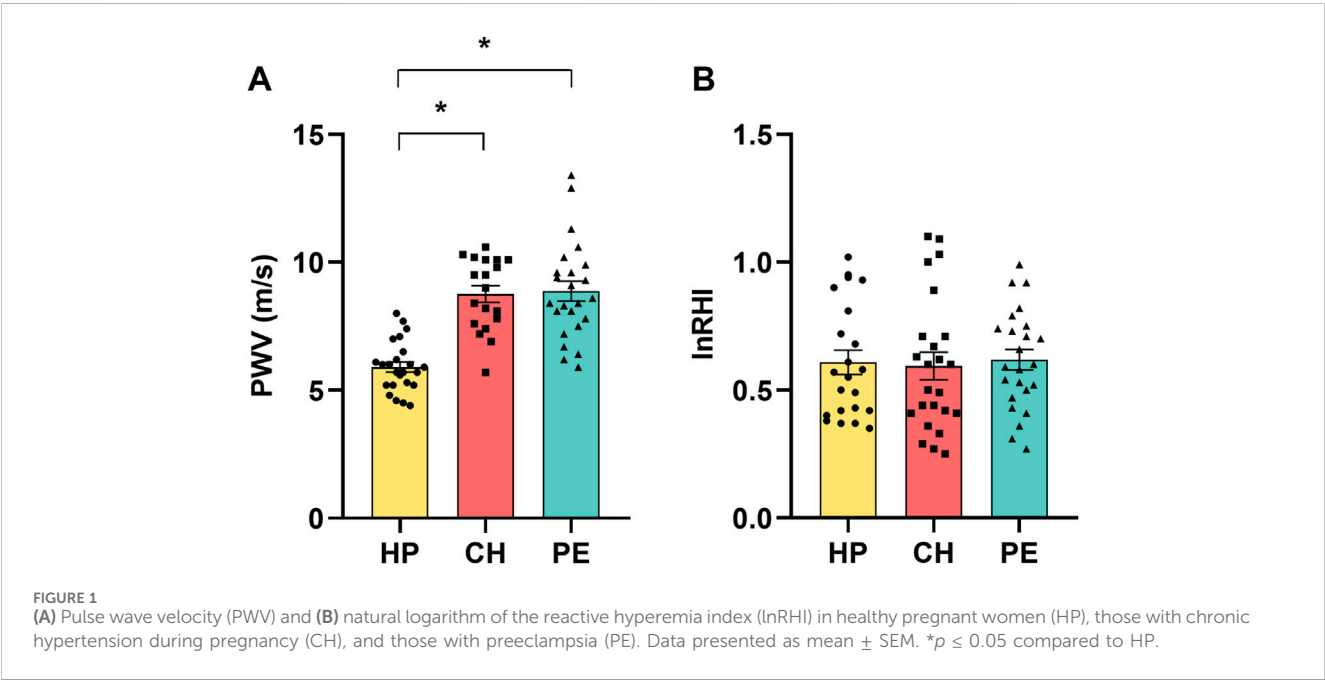 A
*
*
15
10
5
0
PWV (m/s)
HP CH PE
B
1.5
1.0
0.5
0.0
lnRHI
HP CH PE
FIGURE 1
(A) Pulse wave velocity (PWV) and (B) natural logarithm of the reactive hyperemia index (lnRHI) in healthy pregnant women (HP), those with chronic
hypertension during pregnancy (CH), and those with preeclampsia (PE). Data presented as mean ± SEM. *p ≤ 0.05 compared to HP.